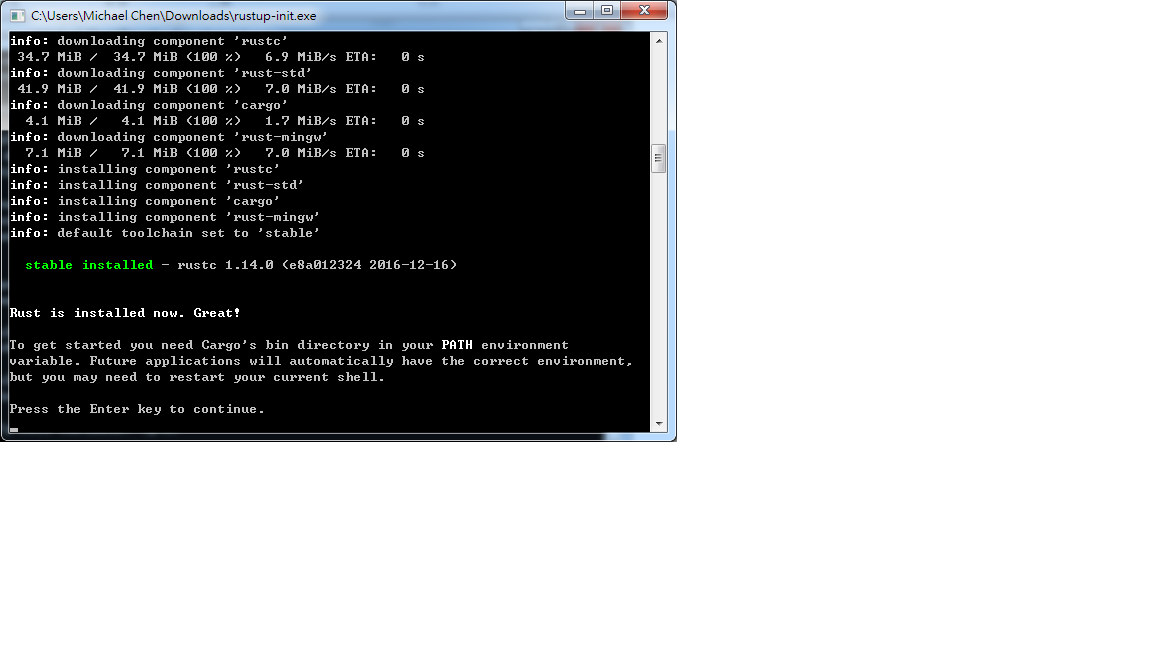 C:\Users\Michael Chen\Downloads\rustup-init.exe
info: downloading component 'rustc'
34.7 MiB / 34.7 MiB (100 %) 6.9 MiB/s ETA: 0 s
info: downloading component 'rust-std'
41.9 MiB / 41.9 MiB (100 %) 7.0 MiB/s ETA: 0 s
info: downloading component 'cargo'
4.1 MiB / 4.1 MiB (100 %) 1.7 MiB/s ETA: 0 s
info: downloading component 'rust-mingw'
7.1 MiB / 7.1 MiB (100 %) 7.0 MiB/s ETA: 0 s
info: installing component 'rustc'
info: installing component 'rust-std'
info: installing component 'cargo'
info: installing component 'rust-mingw'
info: default toolchain set to 'stable'
stable installed - rustc 1.14.0 (e8a012324 2016-12-16)
Rust is installed now. Great!
To get started you need Cargo's bin directory in your PATH environment
variable. Future applications will automatically have the correct environment,
but you may need to restart your current shell.
Press the Enter key to continue.